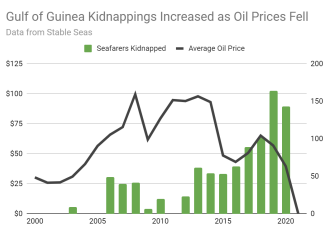 Gulf of Guinea Kidnappings Increased as Oil Prices Fell
Data from Stable Seas
Seafarers Kidnapped Average Oil Price
$125 200
$100 150
$75
100
$50
$25 50
$0 0
2000 2005 2010 2015 2020